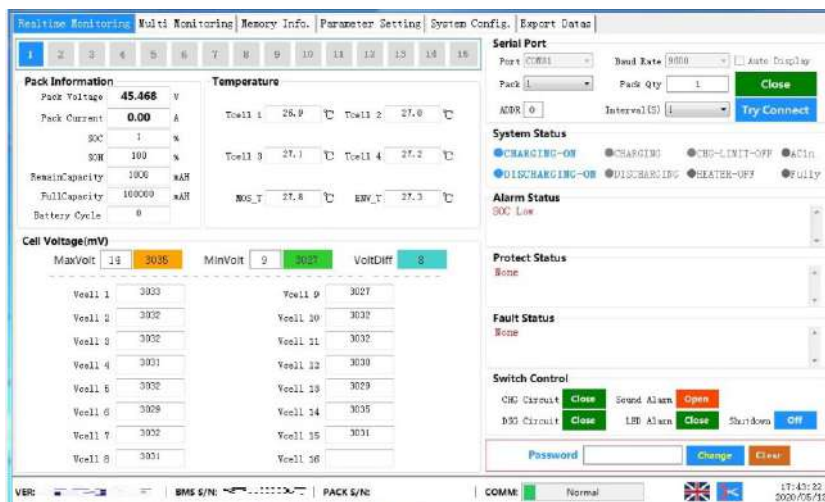 Realtime Monitoring Multi Monitoring Memory Info. Parameter Setting System Config. Export Datas
1 2 3 4 5 6 7 8 9 10 11 12 13 14 15
Pack Information
Pack Voltage 45.468 V
Pack Current 0.00 A
SOC 1 %
SOH 100 %
RemainCapacity 1000 mAH
FullCapacity 100000 mAH
Battery Cycle 0
Temperature
Tcell 1 26.9 ℃ Tcell 2 27.0 ℃
Tcell 3 27.1 ℃ Tcell 4 27.2 ℃
MOS_T 27.8 ℃ ENV_T 27.3 ℃
Cell Voltage(mV)
MaxVolt 14 3035 MinVolt 9 3027 VoltDiff 8
Vcell 1 3033 Vcell 9 3027
Vcell 2 3032 Vcell 10 3032
Vcell 3 3032 Vcell 11 3032
Vcell 4 3031 Vcell 12 3030
Vcell 5 3032 Vcell 13 3029
Vcell 6 3029 Vcell 14 3035
Vcell 7 3032 Vcell 15 3031
Vcell 8 3031 Vcell 16
Serial Port
Port COM31 Baud Rate 9600 Auto Display
Pack 1 Pack Qty 1 Close
ADDR 0 Interval(S) 1 Try Connect
System Status
CHARGING-ON CHARGING CHG-LIMIT-OFF ACin
DISCHARGING-ON DISCHARGING HEATER-OFF Fully
Alarm Status
SOC Low
Protect Status
None
Fault Status
None
Switch Control
CHG Circuit Close Sound Alarm Open
DSG Circuit Close LED Alarm Close Shutdown Off
Password Change Clear
VER: BMS S/N: PACK S/N: COMM: Normal
17:43:22
2020/05/13